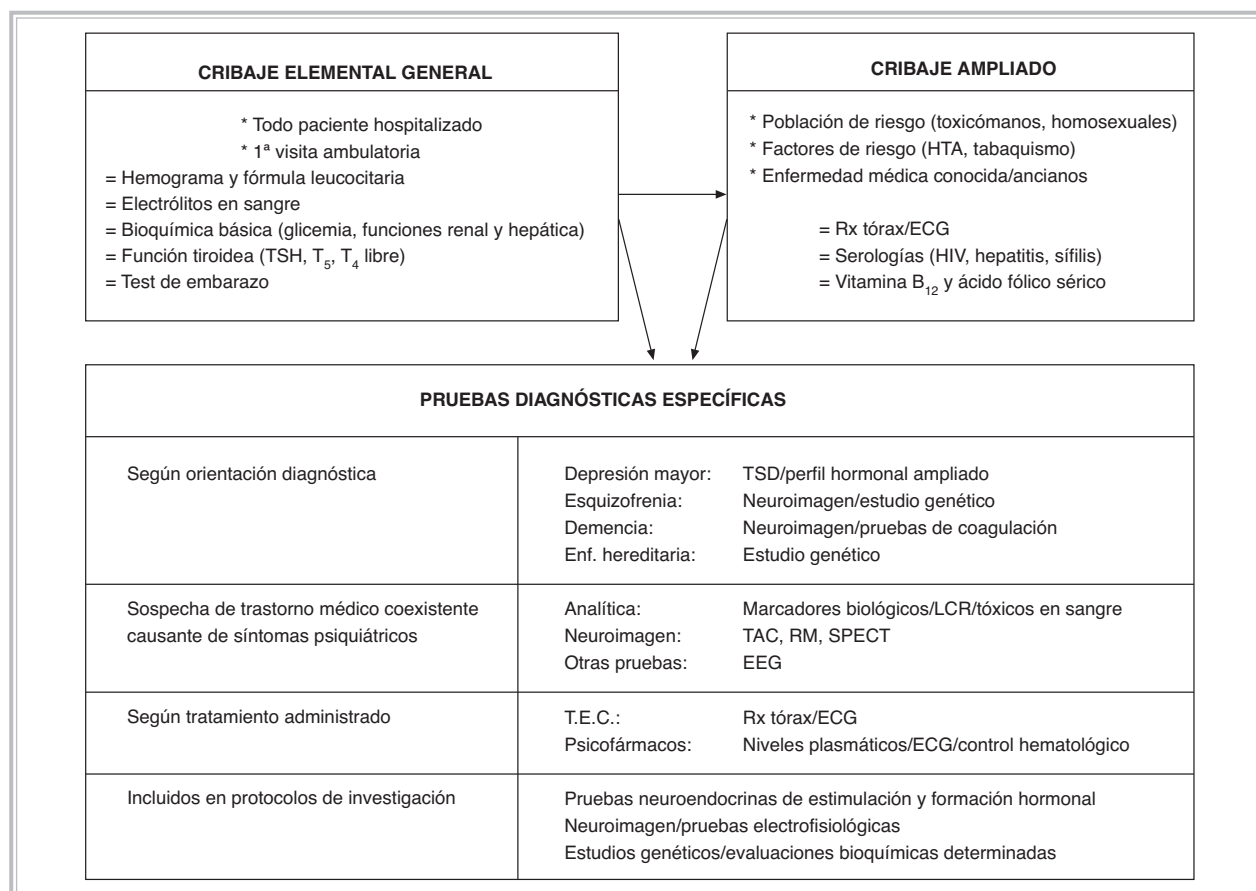 CRIBAJE ELEMENTAL GENERAL
* Todo paciente hospitalizado
* 1ª visita ambulatoria
= Hemograma y fórmula leucocitaria
= Electrólitos en sangre
= Bioquímica básica (glicemia, funciones renal y hepática)
= Función tiroidea (TSH, T5, T4 libre)
= Test de embarazo
CRIBAJE AMPLIADO
* Población de riesgo (toxicómanos, homosexuales)
* Factores de riesgo (HTA, tabaquismo)
* Enfermedad médica conocida/ancianos
= Rx tórax/ECG
= Serologías (HIV, hepatitis, sífilis)
= Vitamina B12 y ácido fólico sérico
PRUEBAS DIAGNÓSTICAS ESPECÍFICAS
Según orientación diagnóstica
Depresión mayor: TSD/perfil hormonal ampliado
Esquizofrenia: Neuroimagen/estudio genético
Demencia: Neuroimagen/pruebas de coagulación
Enf. hereditaria: Estudio genético
Sospecha de trastorno médico coexistente
causante de síntomas psiquiátricos
Analítica: Marcadores biológicos/LCR/tóxicos en sangre
Neuroimagen: TAC, RM, SPECT
Otras pruebas: EEG
Según tratamiento administrado
T.E.C.: Rx tórax/ECG
Psicofármacos: Niveles plasmáticos/ECG/control hematológico
Incluidos en protocolos de investigación
Pruebas neuroendocrinas de estimulación y formación hormonal
Neuroimagen/pruebas electrofisiológicas
Estudios genéticos/evaluaciones bioquímicas determinadas